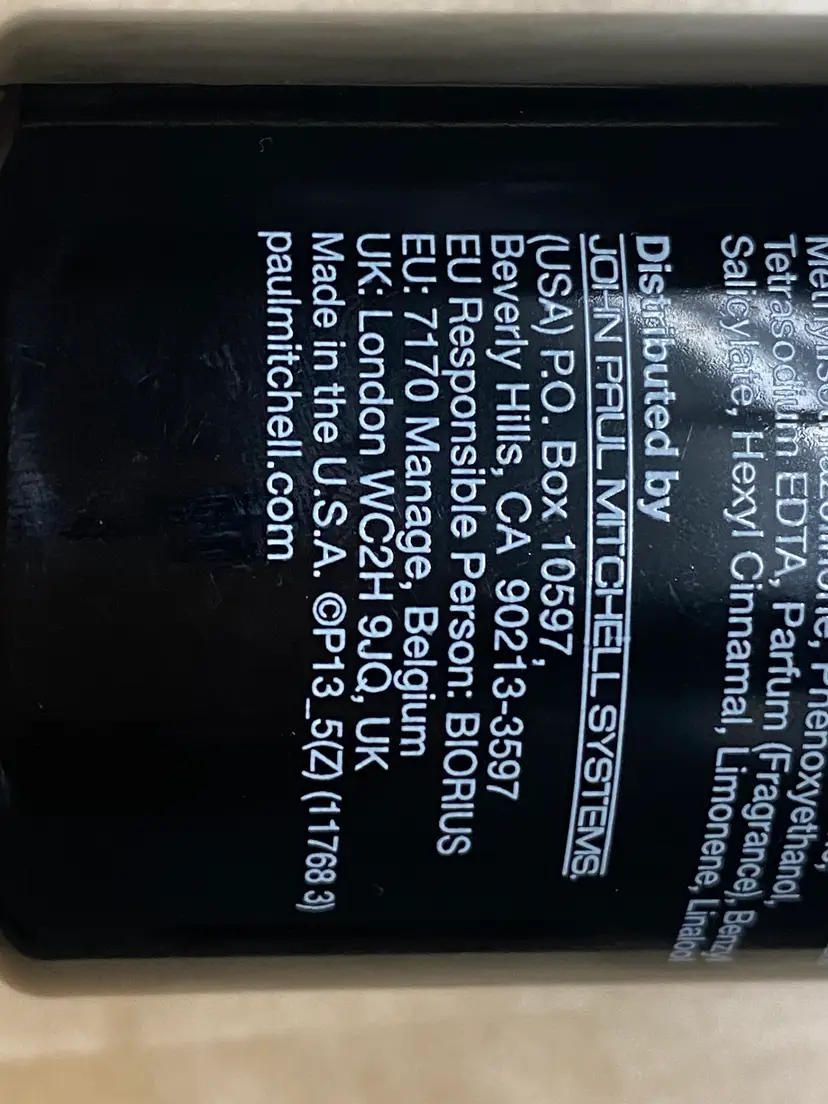 Tetrasodium EDTA, Parfum (Fragrance), Benzyl
Salicylate, Hexyl Cinnamal, Limonene, Linalool
Distributed by
JOHN PAUL MITCHELL SYSTEMS.
(USA) P.O. Box 10597,
Beverly Hills, CA 90213-3597
EU Responsible Person: BIORIUS
EU: 7170 Manage, Belgium
UK: London WC2H 9JQ, UK
Made in the U.S.A. ©P13_5(Z) (11768 3)
paulmitchell.com